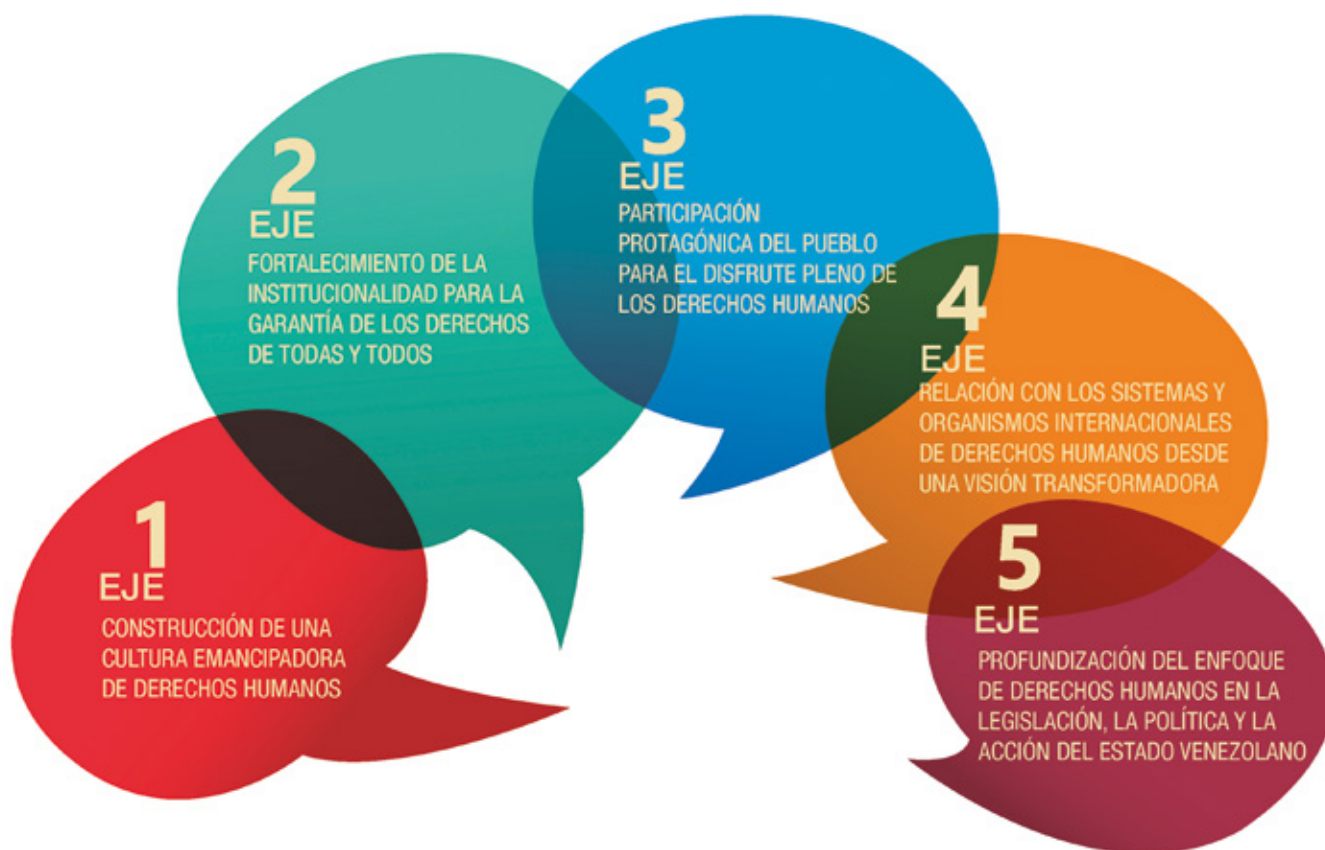 1
EJE
CONSTRUCCIÓN DE UNA
CULTURA EMANCIPADORA
DE DERECHOS HUMANOS
2
EJE
FORTALECIMIENTO DE LA
INSTITUCIONALIDAD PARA LA
GARANTÍA DE LOS DERECHOS
DE TODAS Y TODOS
3
EJE
PARTICIPACIÓN
PROTAGÓNICA DEL PUEBLO
PARA EL DISFRUTE PLENO DE
LOS DERECHOS HUMANOS
4
EJE
RELACIÓN CON LOS SISTEMAS Y
ORGANISMOS INTERNACIONALES
DE DERECHOS HUMANOS DESDE
UNA VISIÓN TRANSFORMADORA
5
EJE
PROFUNDIZACIÓN DEL ENFOQUE
DE DERECHOS HUMANOS EN LA
LEGISLACIÓN, LA POLÍTICA Y LA
ACCIÓN DEL ESTADO VENEZOLANO